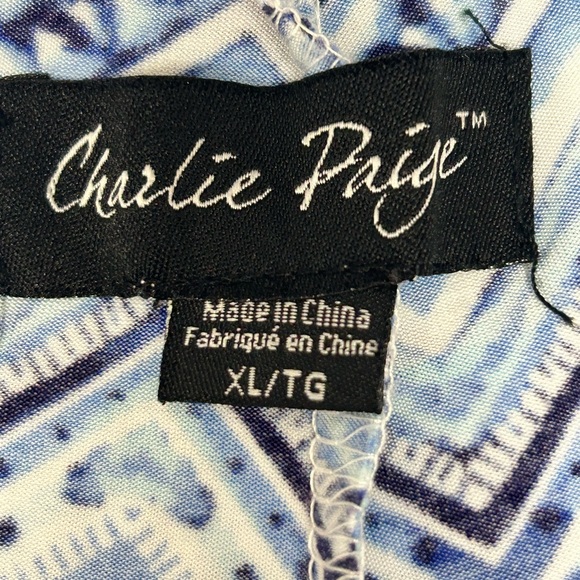 Charlie Paige™
Made in China
Fabriqué en Chine
XL/TG